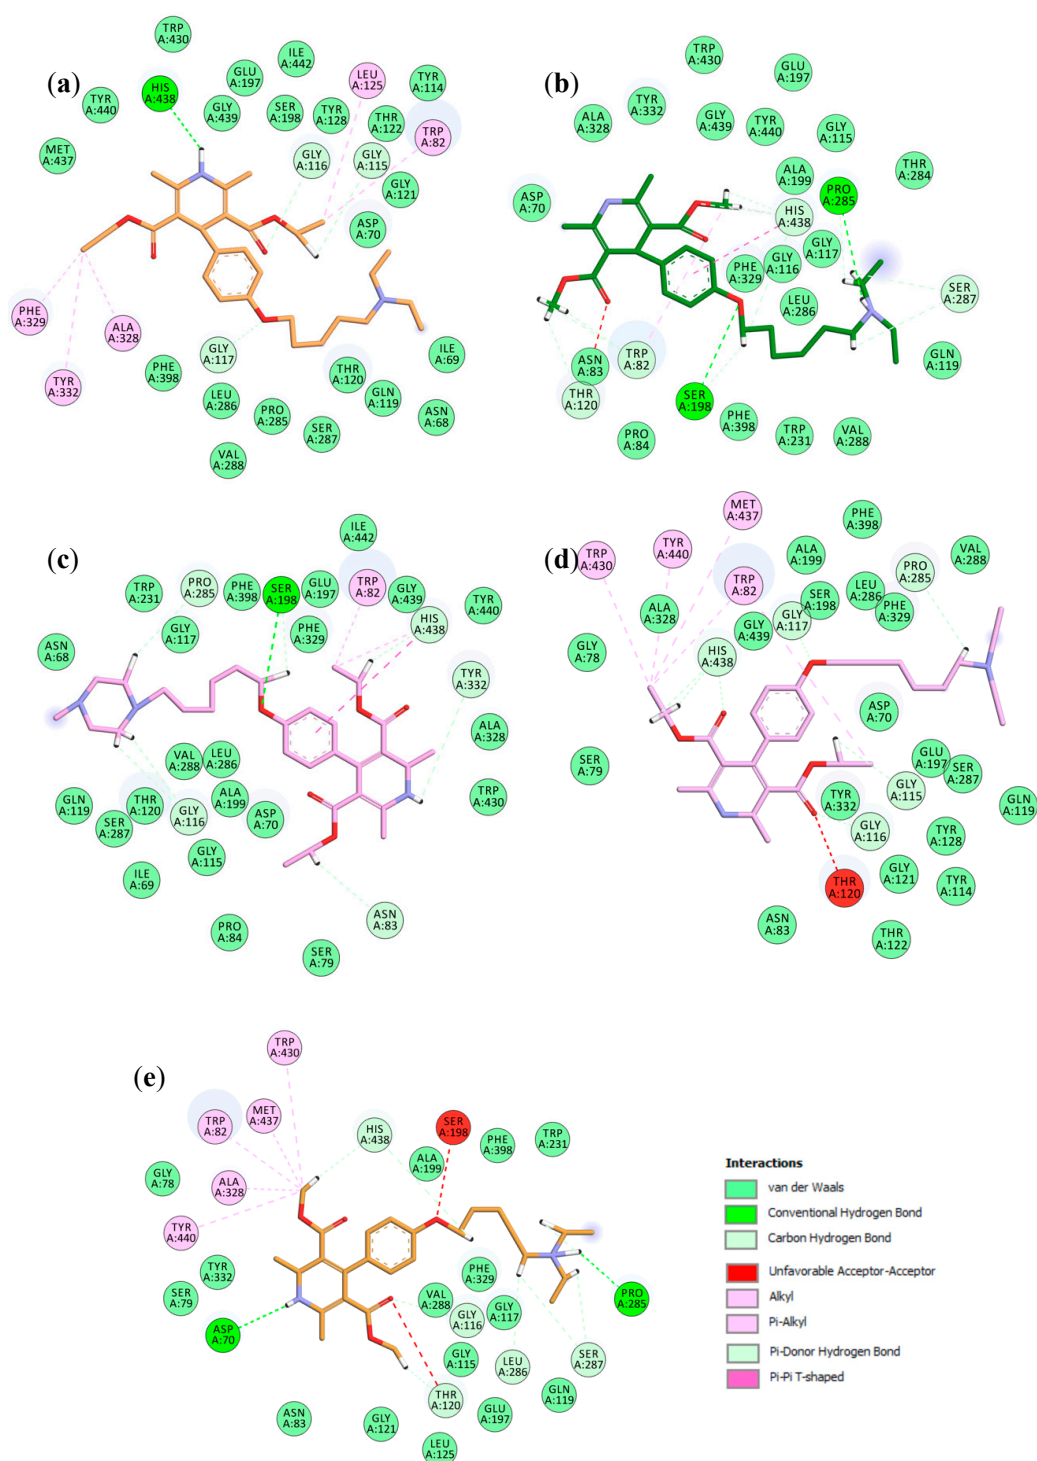 (a)
TRP
A:430
ILE
A:442
HIS
A:438
GLU
A:197
LEU
A:125
TYR
A:114
TYR
A:440
GLY
A:439
SER
A:198
TYR
A:128
THR
A:122
TRP
A:82
MET
A:437
GLY
A:116
GLY
A:115
GLY
A:121
ASP
A:70
PHE
A:329
ALA
A:328
TYR
A:332
GLY
A:117
PHE
A:398
THR
A:120
ILE
A:69
LEU
A:286
PRO
A:285
SER
A:287
GLN
A:119
ASN
A:68
VAL
A:288
(b)
TRP
A:430
GLU
A:197
TYR
A:332
ALA
A:328
GLY
A:439
TYR
A:440
GLY
A:115
THR
A:284
ALA
A:199
PRO
A:285
ASP
A:70
HIS
A:438
GLY
A:117
PHE
A:329
GLY
A:116
SER
A:287
LEU
A:286
ASN
A:83
TRP
A:82
GLN
A:119
THR
A:120
SER
A:198
PHE
A:398
PRO
A:84
TRP
A:231
VAL
A:288
(c)
ILE
A:442
TRP
A:231
PRO
A:285
PHE
A:398
SER
A:198
GLU
A:197
TRP
A:82
GLY
A:439
TYR
A:440
HIS
A:438
GLY
A:117
PHE
A:329
ASN
A:68
TYR
A:332
ALA
A:328
VAL
A:288
LEU
A:286
TRP
A:430
GLN
A:119
THR
A:120
ALA
A:199
SER
A:287
GLY
A:116
ASP
A:70
GLY
A:115
ILE
A:69
ASN
A:83
PRO
A:84
SER
A:79
(d)
MET
A:437
PHE
A:398
TRP
A:430
TYR
A:440
ALA
A:199
VAL
A:288
TRP
A:82
PRO
A:285
LEU
A:286
SER
A:198
PHE
A:329
ALA
A:328
GLY
A:439
GLY
A:117
GLY
A:78
HIS
A:438
ASP
A:70
SER
A:79
GLU
A:197
SER
A:287
GLY
A:115
GLN
A:119
TYR
A:332
GLY
A:116
TYR
A:128
THR
A:120
GLY
A:121
TYR
A:114
ASN
A:83
THR
A:122
(e)
TRP
A:430
TRP
A:82
MET
A:437
HIS
A:438
SER
A:198
PHE
A:398
TRP
A:231
ALA
A:199
GLY
A:78
ALA
A:328
TYR
A:440
TYR
A:332
PHE
A:329
SER
A:79
VAL
A:288
GLY
A:117
PRO
A:285
GLY
A:116
ASP
A:70
GLY
A:115
LEU
A:286
SER
A:287
THR
A:120
GLN
A:119
ASN
A:83
GLY
A:121
GLU
A:197
LEU
A:125
Interactions
van der Waals
Conventional Hydrogen Bond
Carbon Hydrogen Bond
Unfavorable Acceptor-Acceptor
Alkyl
Pi-Alkyl
Pi-Donor Hydrogen Bond
Pi-Pi T-shaped